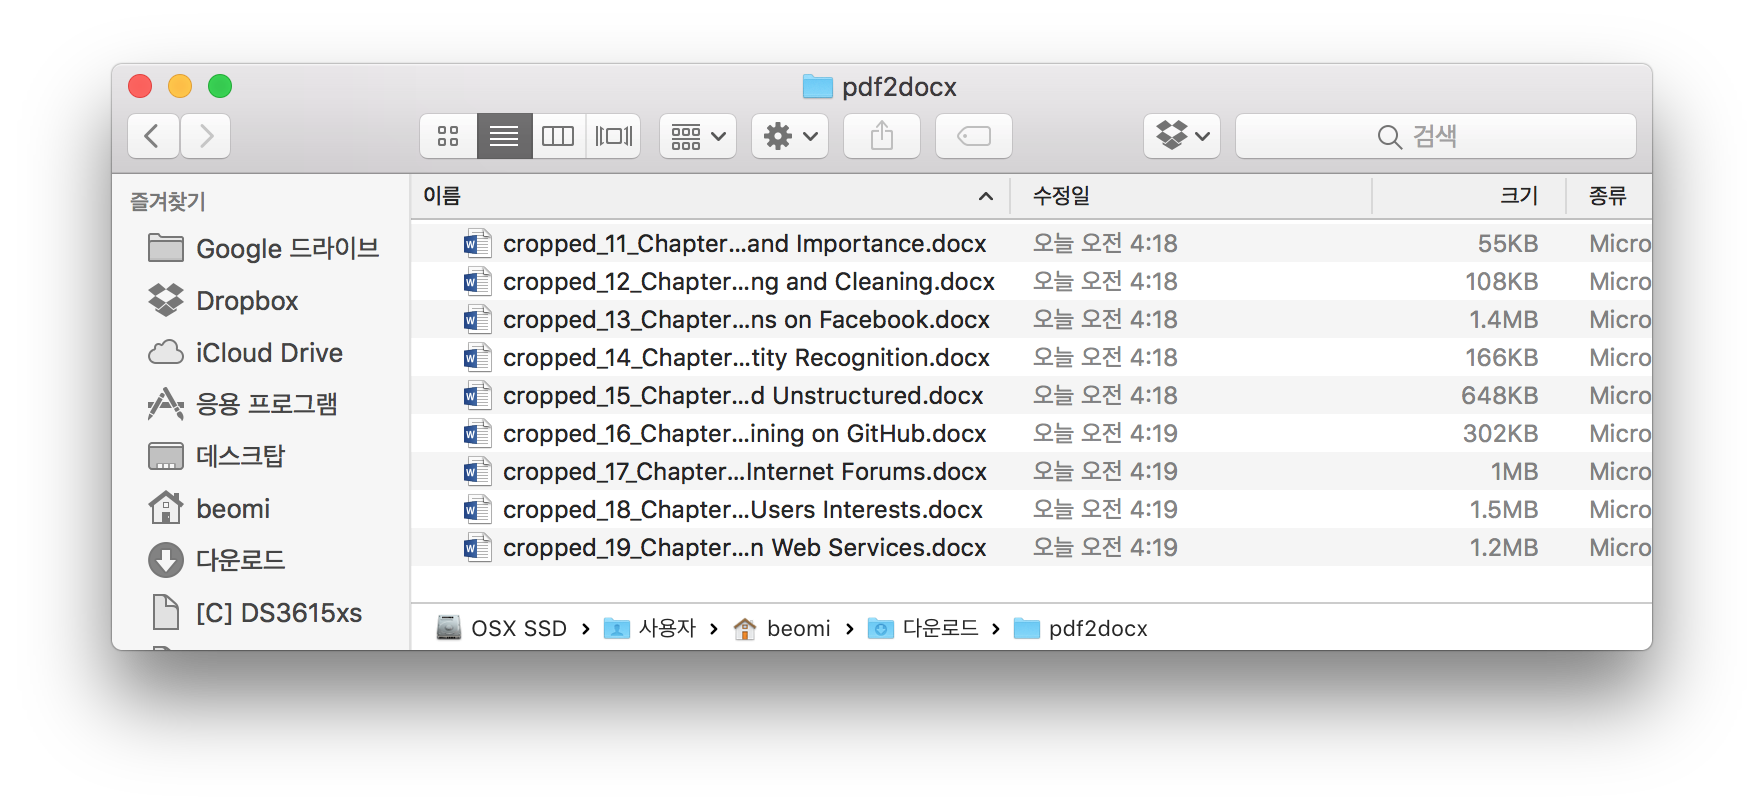 pdf2docx
검색
즐겨찾기
Google 드라이브
Dropbox
iCloud Drive
응용 프로그램
데스크탑
beomi
다운로드
[C] DS3615xs
이름 수정일 크기 종류
cropped_11_Chapter...and Importance.docx 오늘 오전 4:18 55KB Micro
cropped_12_Chapter...ng and Cleaning.docx 오늘 오전 4:18 108KB Micro
cropped_13_Chapter...ns on Facebook.docx 오늘 오전 4:18 1.4MB Micro
cropped_14_Chapter...tity Recognition.docx 오늘 오전 4:18 166KB Micro
cropped_15_Chapter...d Unstructured.docx 오늘 오전 4:18 648KB Micro
cropped_16_Chapter...ining on GitHub.docx 오늘 오전 4:19 302KB Micro
cropped_17_Chapter...Internet Forums.docx 오늘 오전 4:19 1MB Micro
cropped_18_Chapter...Users Interests.docx 오늘 오전 4:19 1.5MB Micro
cropped_19_Chapter...n Web Services.docx 오늘 오전 4:19 1.2MB Micro
OSX SSD › 사용자 › beomi › 다운로드 › pdf2docx